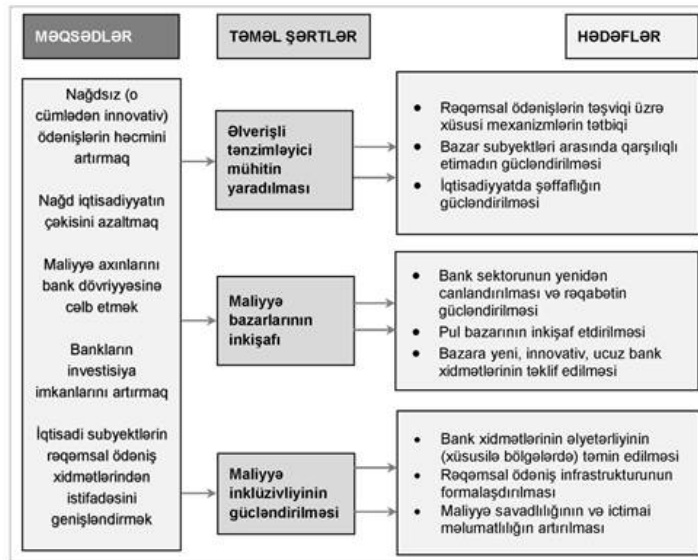 MƏQSƏDLƏR
TƏMƏL ŞƏRTLƏR
HƏDƏFLƏR
Nağdsız (o
cümlədən innovativ)
ödənişlərin həcmini
artırmaq
Nağd iqtisadiyyatın
çəkisini azaltmaq
Maliyyə axınlarını
bank dövriyyəsinə
cəlb etmək
Bankların
investisiya
imkanlarını artırmaq
İqtisadi subyektlərin
rəqəmsal ödəniş
xidmətlərindən
istifadəsini
genişləndirmək
Əlverişli
tənzimləyici
mühitin
yaradılması
• Rəqəmsal ödənişlərin təşviqi üzrə
xüsusi mexanizmlərin tətbiqi
• Bazar subyektləri arasında qarşılıqlı
etimadın gücləndirilməsi
• İqtisadiyyatda şəffaflığın
gücləndirilməsi
Maliyyə
bazarlarının
inkişafı
• Bank sektorunun yenidən
canlandırılması və rəqabətin
gücləndirilməsi
• Pul bazarının inkişaf etdirilməsi
• Bazara yeni, innovativ, ucuz bank
xidmətlərinin təklif edilməsi
Maliyyə
inklüzivliyinin
gücləndirilməsi
• Bank xidmətlərinin əlyetərliyinin
(xüsusilə bölgələrdə) təmin edilməsi
• Rəqəmsal ödəniş infrastrukturunun
formalaşdırılması
• Maliyyə savadlılığının və ictimai
məlumatlılığın artırılması